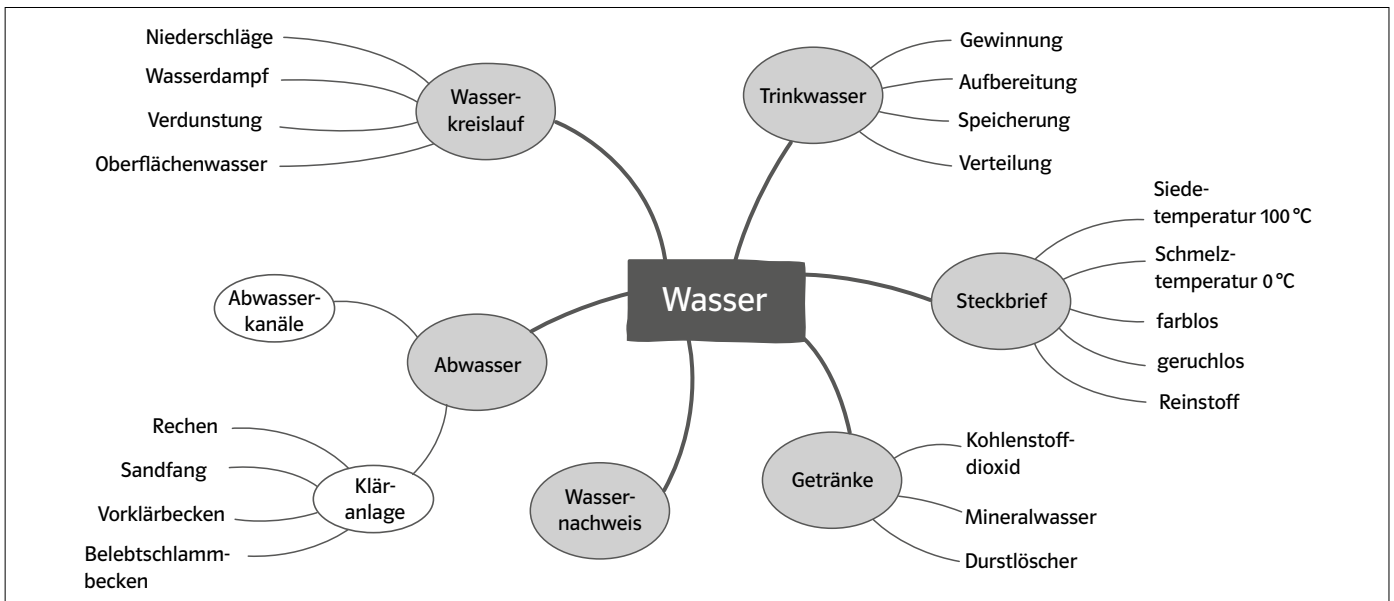 Niederschläge
Wasserdampf
Verdunstung
Oberflächenwasser
Wasser-
kreislauf
Trinkwasser
Gewinnung
Aufbereitung
Speicherung
Verteilung
Wasser
Steckbrief
Siede-
temperatur 100 °C
Schmelz-
temperatur 0 °C
farblos
geruchlos
Reinstoff
Abwasser-
kanäle
Abwasser
Rechen
Sandfang
Vorklärbecken
Belebtschlamm-
becken
Klär-
anlage
Wasser-
nachweis
Getränke
Kohlenstoff-
dioxid
Mineralwasser
Durstlöscher